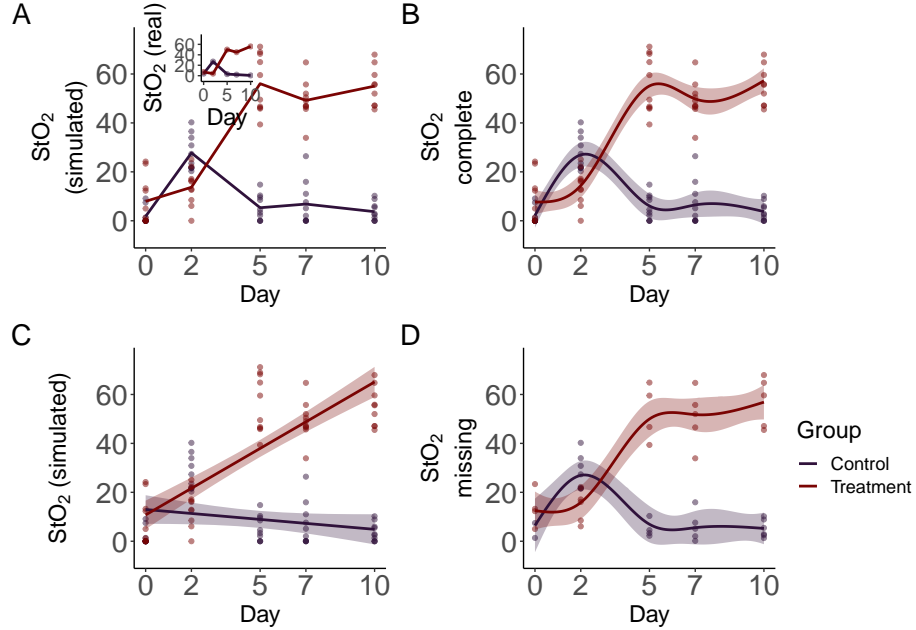 A
StO2 (simulated)
60
40
20
0
0 2 5 7 10
Day
StO2 (real)
60
40
20
0
0 5 10
Day
B
StO2 complete
60
40
20
0
0 2 5 7 10
Day
C
StO2 (simulated)
60
40
20
0
0 2 5 7 10
Day
D
StO2 missing
60
40
20
0
0 2 5 7 10
Day
Group
Control
Treatment